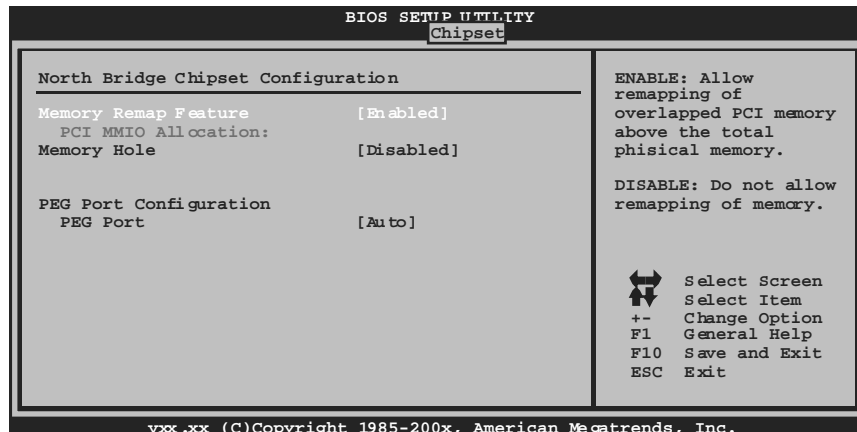 BIOS SETUP UTILITY
Chipset
North Bridge Chipset Configuration
Memory Remap Feature [Enabled]
PCI MMIO Allocation:
Memory Hole [Disabled]
PEG Port Configuration
PEG Port [Auto]
ENABLE: Allow
remapping of
overlapped PCI memory
above the total
phisical memory.
DISABLE: Do not allow
remapping of memory.
Select Screen
Select Item
+- Change Option
F1 General Help
F10 Save and Exit
ESC Exit
vxx.xx (C)Copyright 1985-200x, American Megatrends, Inc.